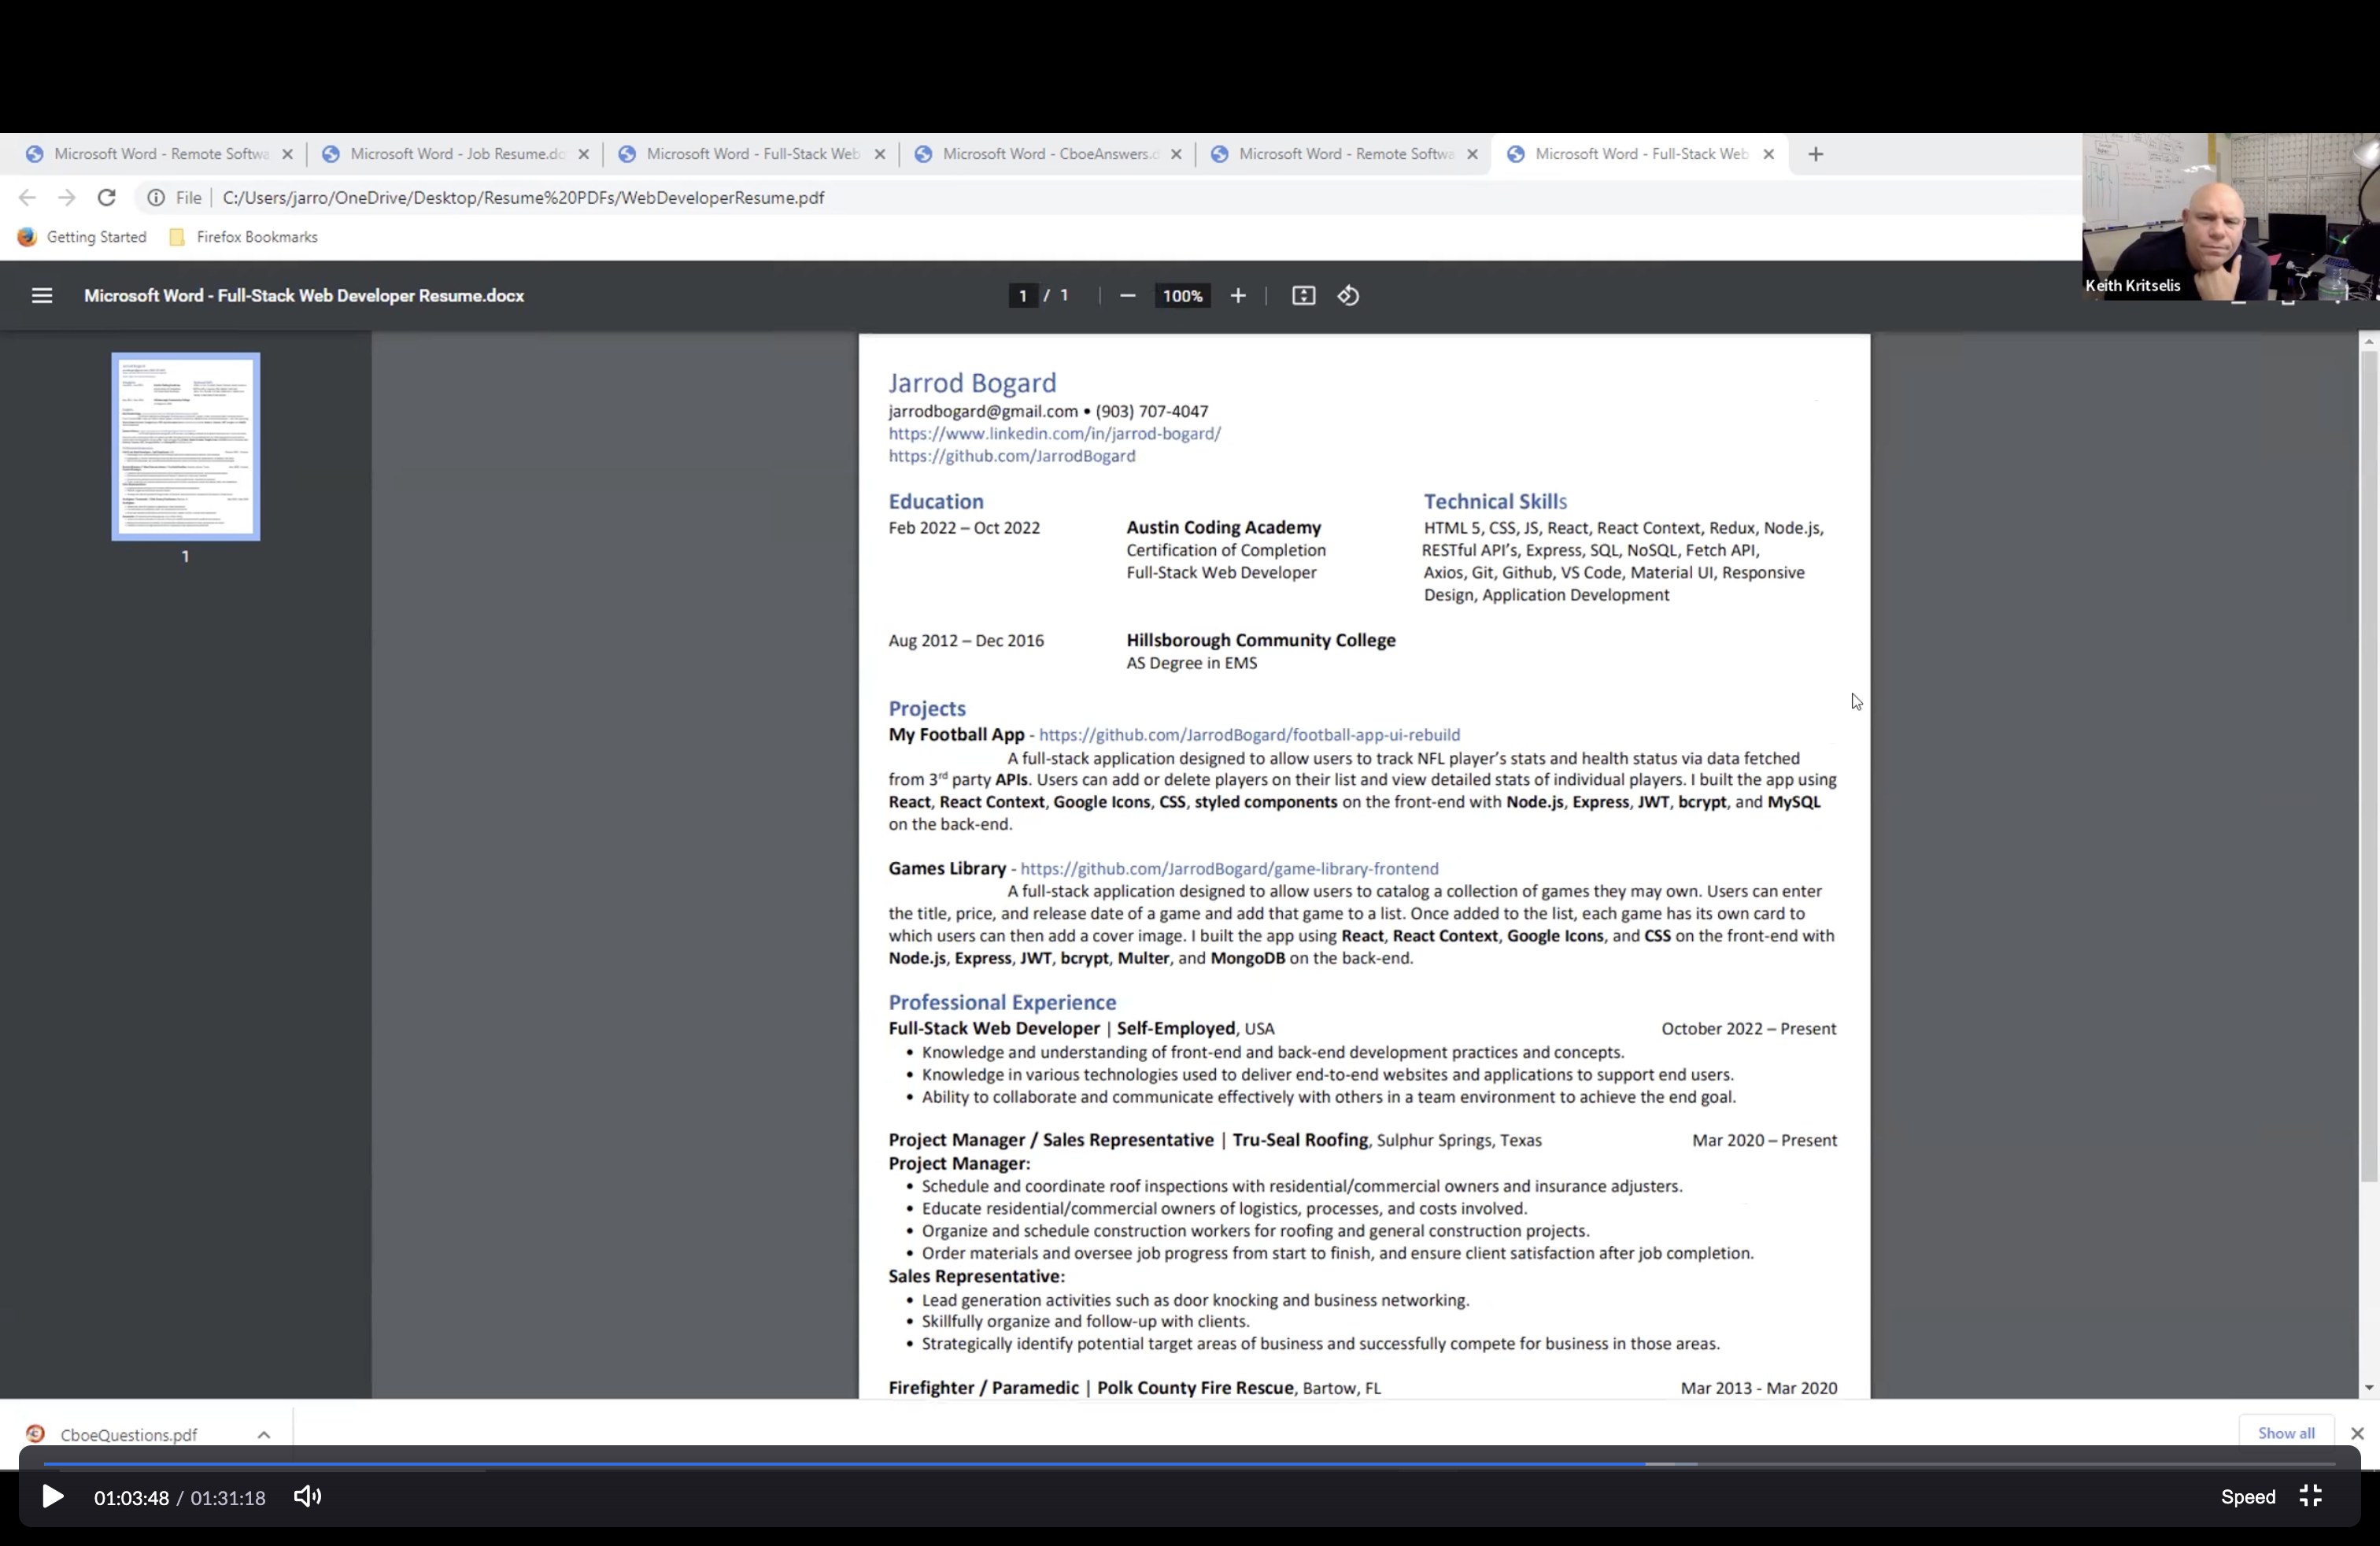 Microsoft Word - Remote Softwa
Microsoft Word - Job Resume.do
Microsoft Word - Full-Stack Web
Microsoft Word - CboeAnswers.d
Microsoft Word - Remote Softwa
Microsoft Word - Full-Stack Web
File C:/Users/jarro/OneDrive/Desktop/Resume%20PDFs/WebDeveloperResume.pdf
Getting Started Firefox Bookmarks
Keith Kritselis
Microsoft Word - Full-Stack Web Developer Resume.docx 1 / 1 100%
1
Jarrod Bogard
jarrodbogard@gmail.com • (903) 707-4047
https://www.linkedin.com/in/jarrod-bogard/
https://github.com/JarrodBogard
Education
Feb 2022 – Oct 2022 Austin Coding Academy
Certification of Completion
Full-Stack Web Developer
Aug 2012 – Dec 2016 Hillsborough Community College
AS Degree in EMS
Technical Skills
HTML 5, CSS, JS, React, React Context, Redux, Node.js,
RESTful API’s, Express, SQL, NoSQL, Fetch API,
Axios, Git, Github, VS Code, Material UI, Responsive
Design, Application Development
Projects
My Football App - https://github.com/JarrodBogard/football-app-ui-rebuild
A full-stack application designed to allow users to track NFL player’s stats and health status via data fetched
from 3rd party APIs. Users can add or delete players on their list and view detailed stats of individual players. I built the app using
React, React Context, Google Icons, CSS, styled components on the front-end with Node.js, Express, JWT, bcrypt, and MySQL
on the back-end.
Games Library - https://github.com/JarrodBogard/game-library-frontend
A full-stack application designed to allow users to catalog a collection of games they may own. Users can enter
the title, price, and release date of a game and add that game to a list. Once added to the list, each game has its own card to
which users can then add a cover image. I built the app using React, React Context, Google Icons, and CSS on the front-end with
Node.js, Express, JWT, bcrypt, Multer, and MongoDB on the back-end.
Professional Experience
Full-Stack Web Developer | Self-Employed, USA October 2022 – Present
• Knowledge and understanding of front-end and back-end development practices and concepts.
• Knowledge in various technologies used to deliver end-to-end websites and applications to support end users.
• Ability to collaborate and communicate effectively with others in a team environment to achieve the end goal.
Project Manager / Sales Representative | Tru-Seal Roofing, Sulphur Springs, Texas Mar 2020 – Present
Project Manager:
• Schedule and coordinate roof inspections with residential/commercial owners and insurance adjusters.
• Educate residential/commercial owners of logistics, processes, and costs involved.
• Organize and schedule construction workers for roofing and general construction projects.
• Order materials and oversee job progress from start to finish, and ensure client satisfaction after job completion.
Sales Representative:
• Lead generation activities such as door knocking and business networking.
• Skillfully organize and follow-up with clients.
• Strategically identify potential target areas of business and successfully compete for business in those areas.
Firefighter / Paramedic | Polk County Fire Rescue, Bartow, FL Mar 2013 - Mar 2020
CboeQuestions.pdf Show all
01:03:48 / 01:31:18 Speed